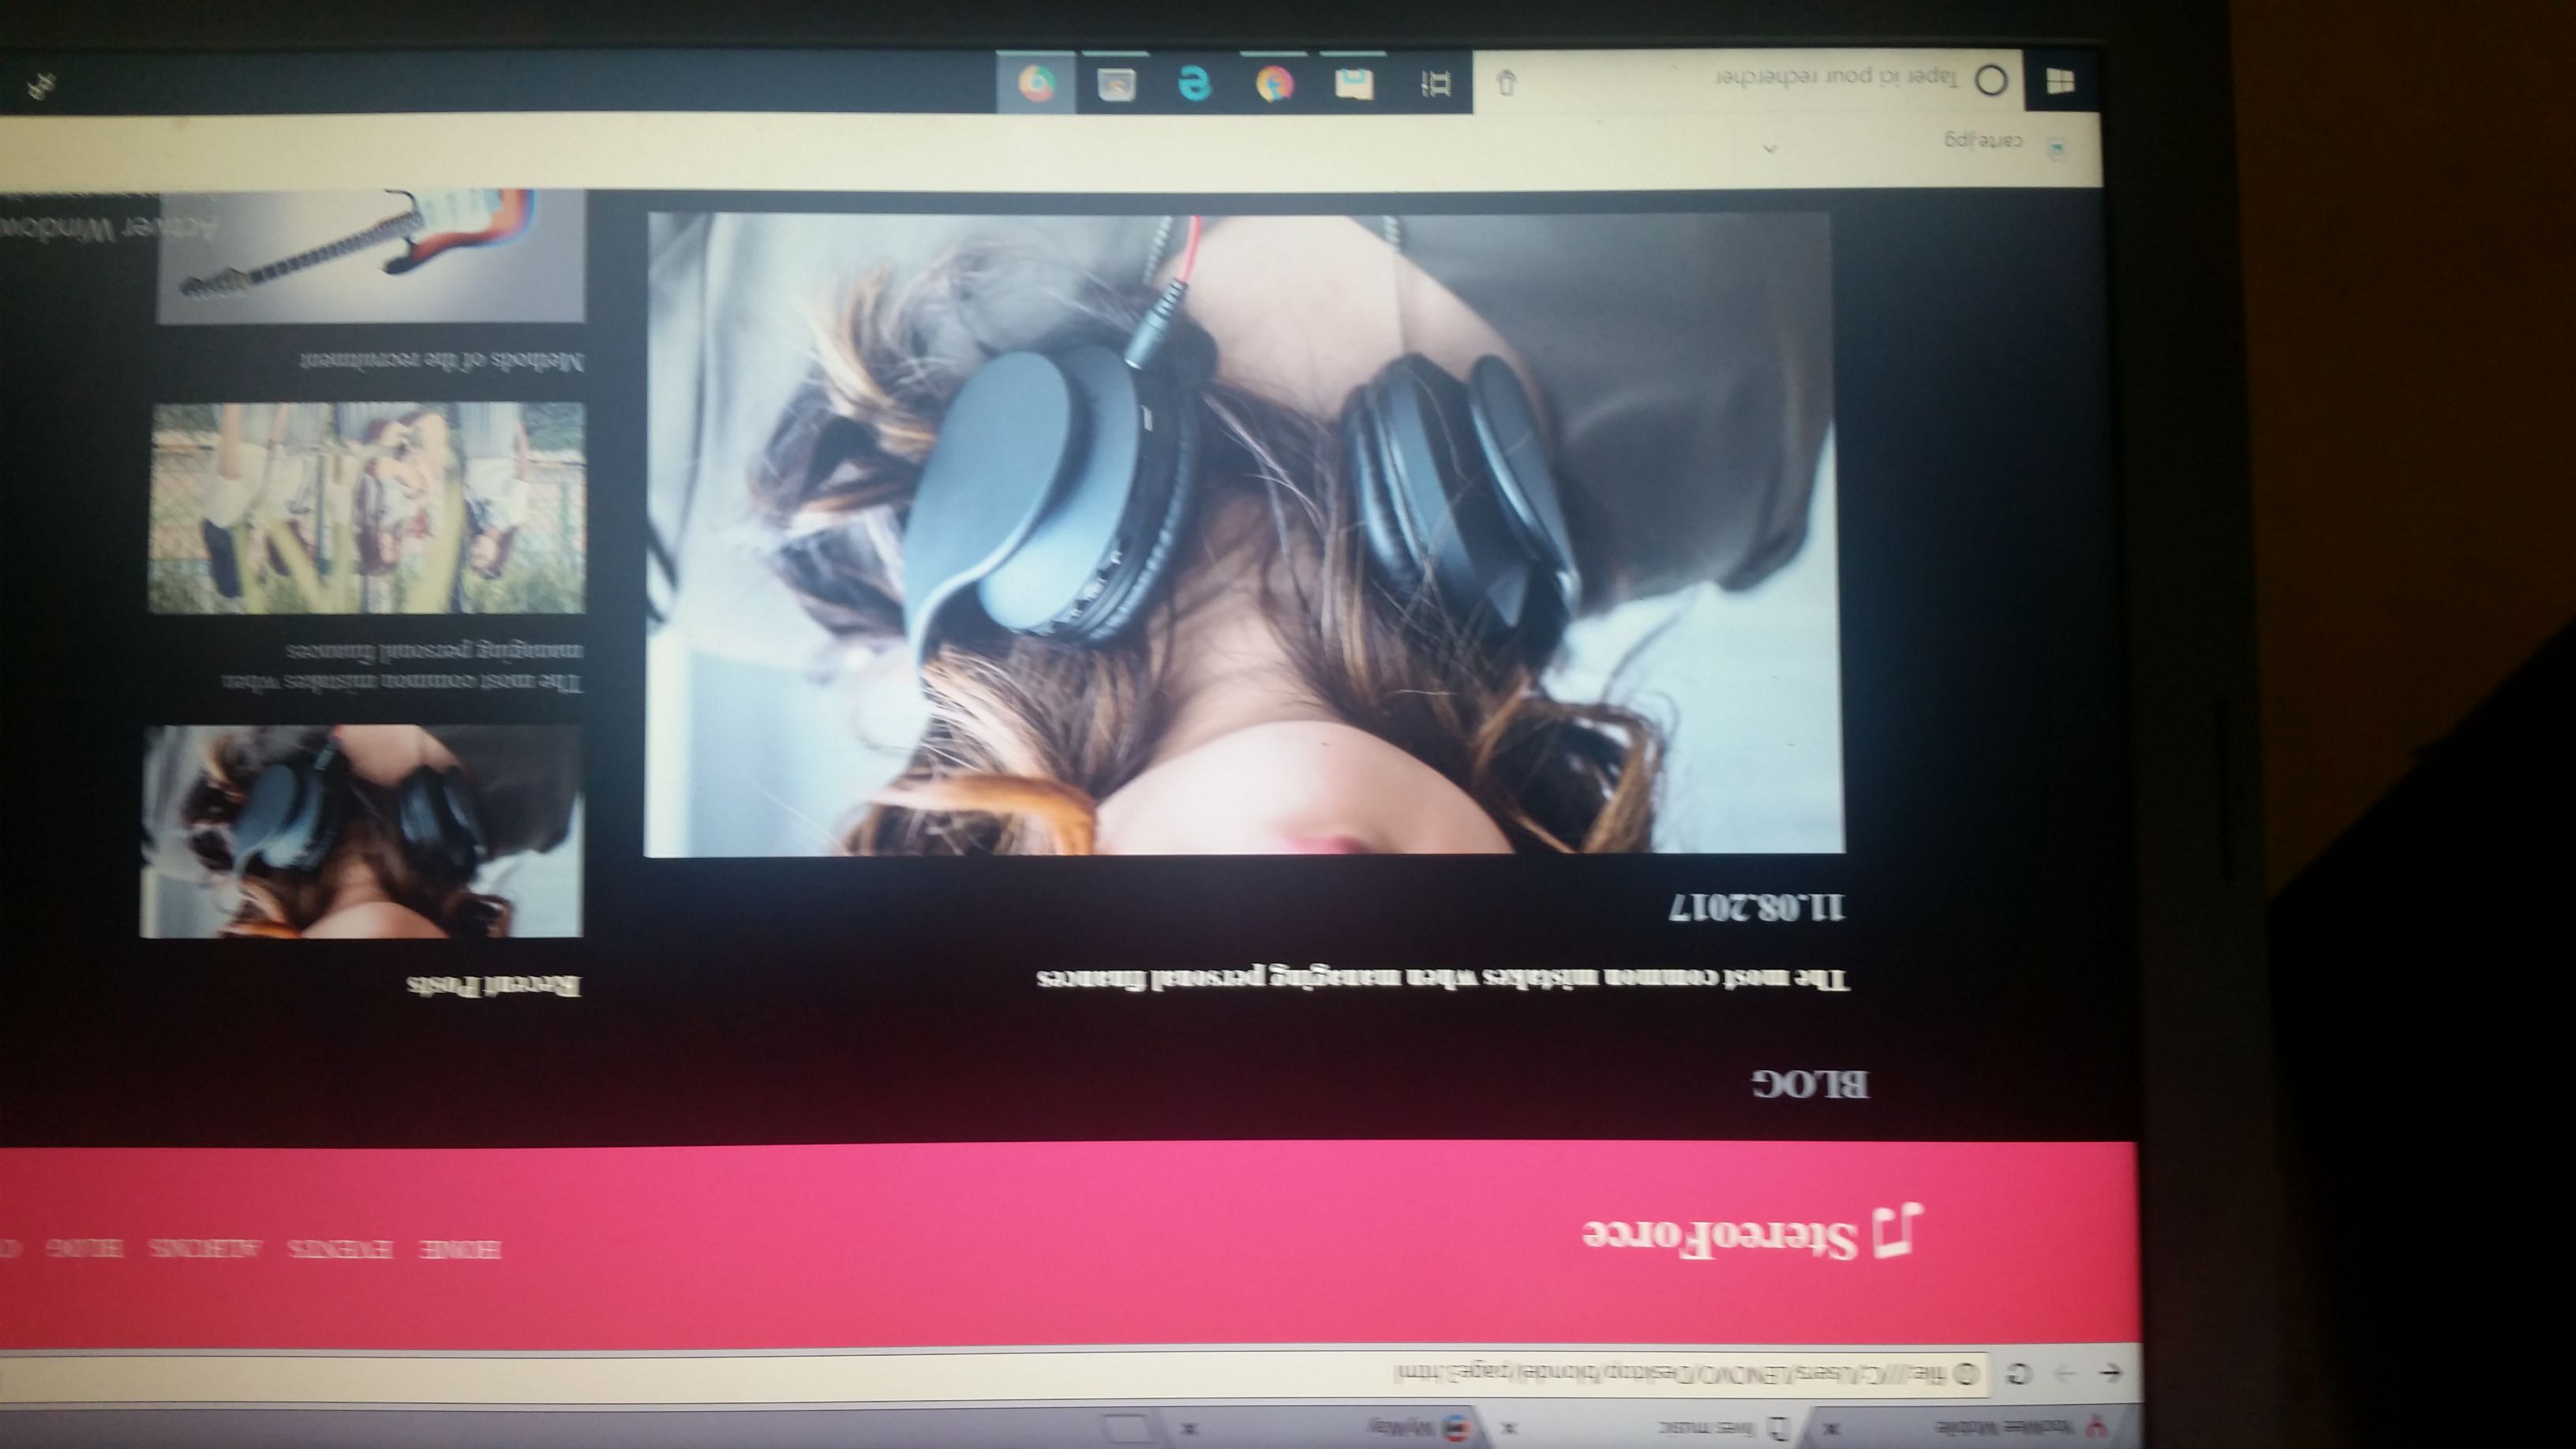 YooMee Mobile
lives music
MyWay
file:///C:/Users/LENOVO/Desktop/blondel/page3.html
StereoForce
HOME EVENTS ALBUMS BLOG
BLOG
The most common mistakes when managing personal finances
11.08.2017
Recent Posts
The most common mistakes when
managing personal finances
Methods of the recruitment
Activer Window
carte.jpg
Taper ici pour rechercher